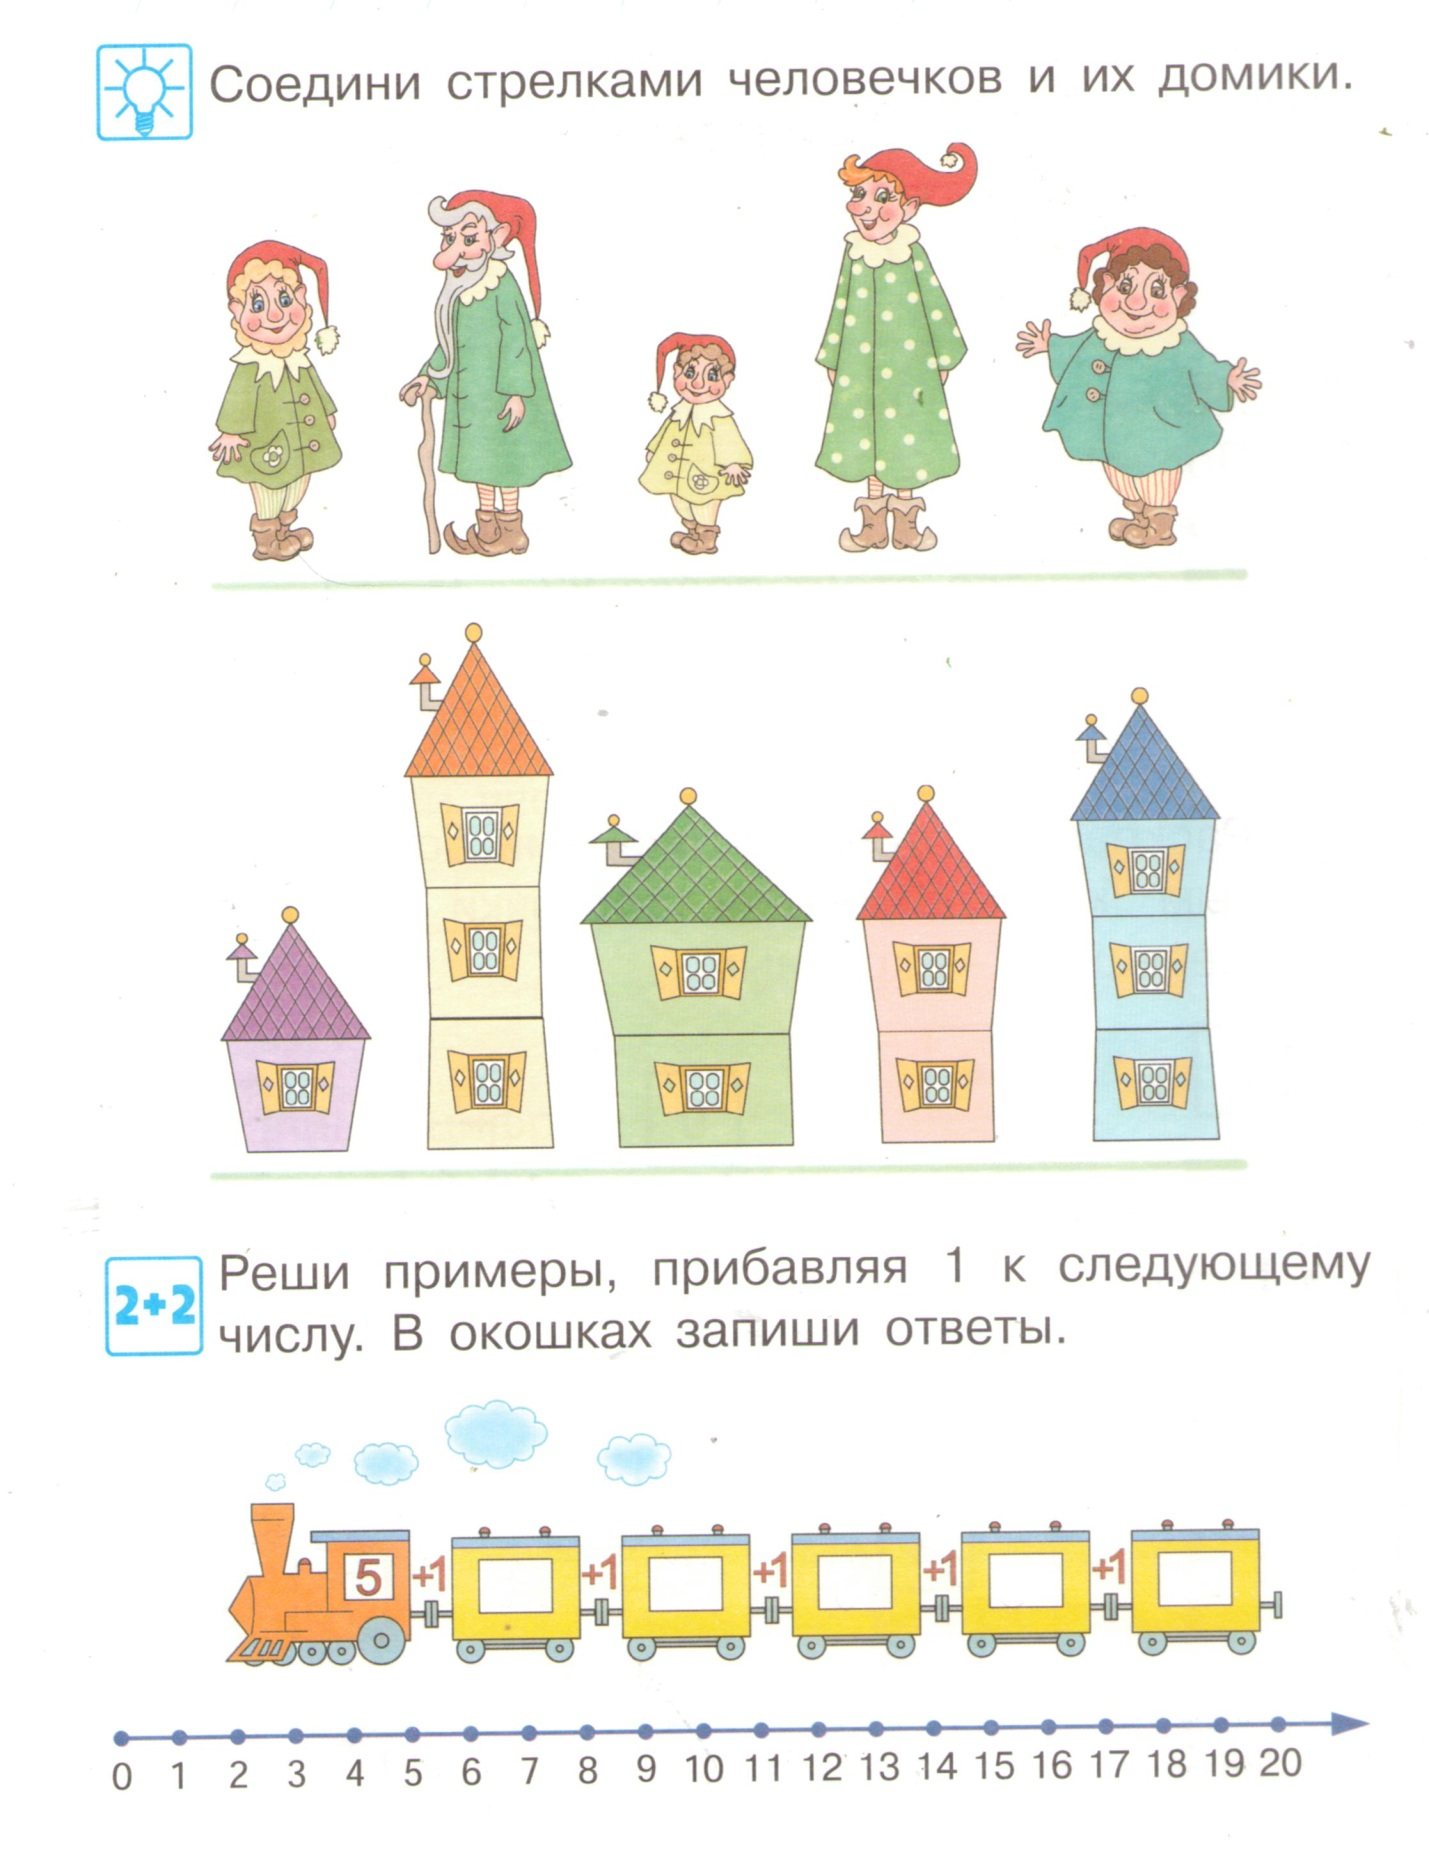 Соедини стрелками человечков и их домики.
2+2
Реши примеры, прибавляя 1 к следующему
числу. В окошках запиши ответы.
5 +1 +1 +1 +1 +1
0 1 2 3 4 5 6 7 8 9 10 11 12 13 14 15 16 17 18 19 20